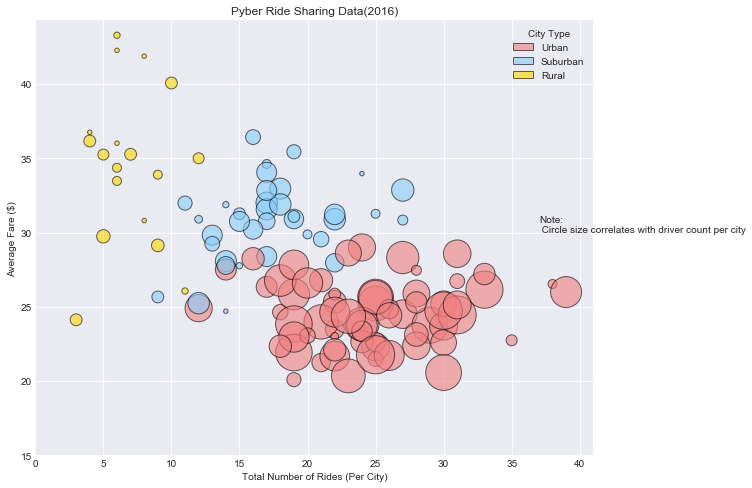 Pyber Ride Sharing Data(2016)
City Type
Urban
Suburban
Rural
Average Fare ($)
40
35
30
25
20
15
Note:
Circle size correlates with driver count per city
0 5 10 15 20 25 30 35 40
Total Number of Rides (Per City)